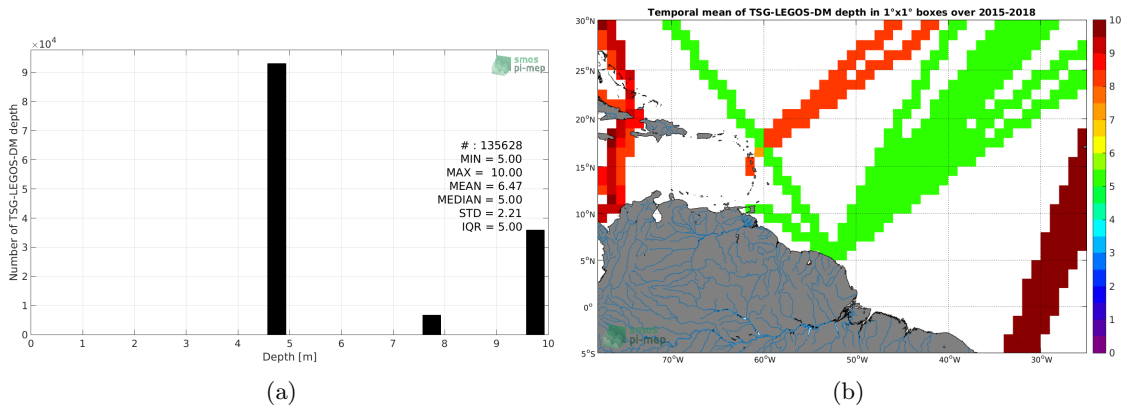 ×10⁴
9
8
7
6
5
4
3
2
1
0
Number of TSG-LEGOS-DM depth
smos
pi-mep
# : 135628
MIN = 5.00
MAX = 10.00
MEAN = 6.47
MEDIAN = 5.00
STD = 2.21
IQR = 5.00
0 1 2 3 4 5 6 7 8 9 10
Depth [m]
(a)
Temporal mean of TSG-LEGOS-DM depth in 1°x1° boxes over 2015-2018
30°N
25°N
20°N
15°N
10°N
5°N
0°
5°S
70°W 60°W 50°W 40°W 30°W
smos
pi-mep
10
9
8
7
6
5
4
3
2
1
0
(b)